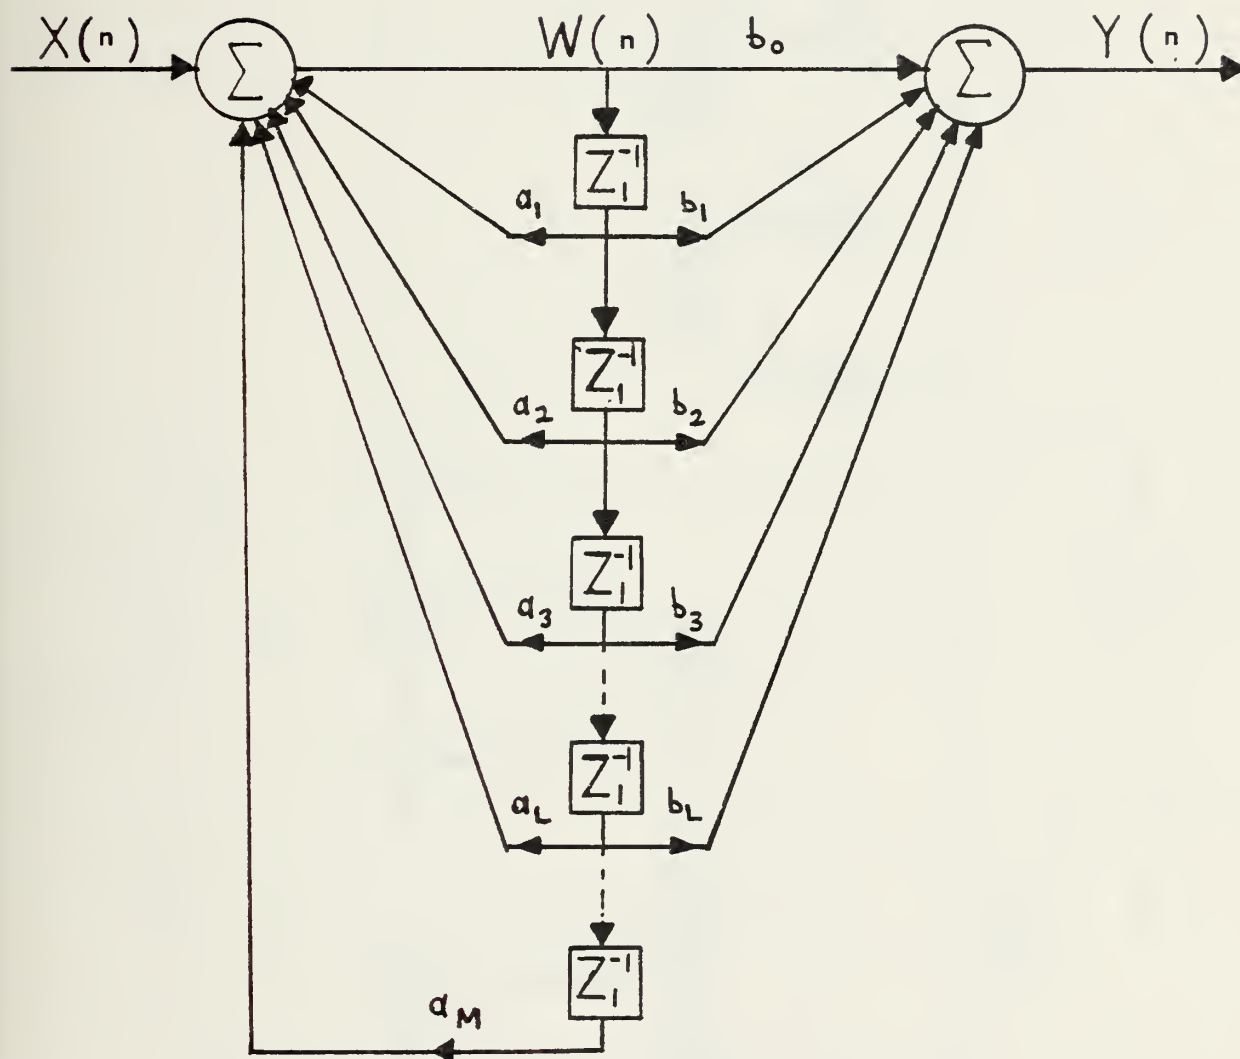 X(n) Σ W(n) b₀ Σ Y(n)
Z₁⁻¹
a₁ b₁
Z₁⁻¹
a₂ b₂
Z₁⁻¹
a₃ b₃
Z₁⁻¹
a_L b_L
Z₁⁻¹
a_M